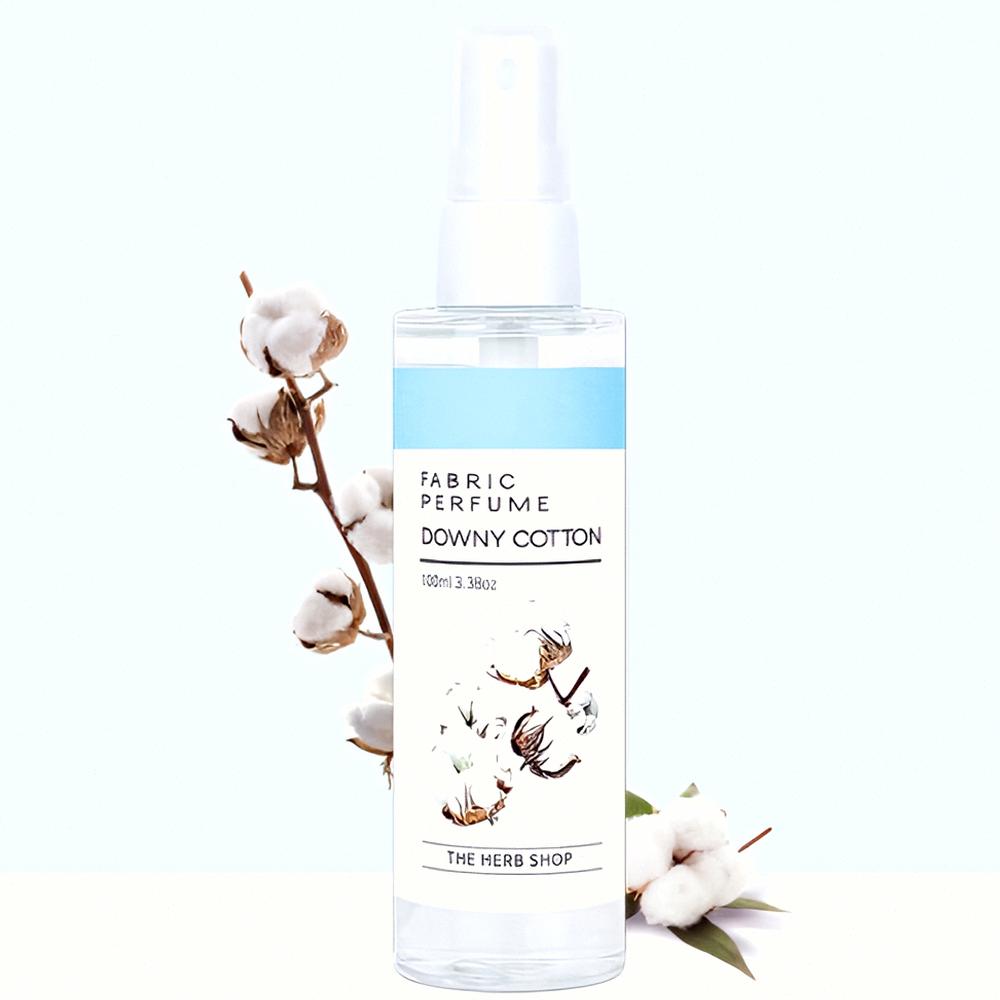 FABRIC
PERFUME
DOWNY COTTON
100ml 3.38oz
THE HERB SHOP